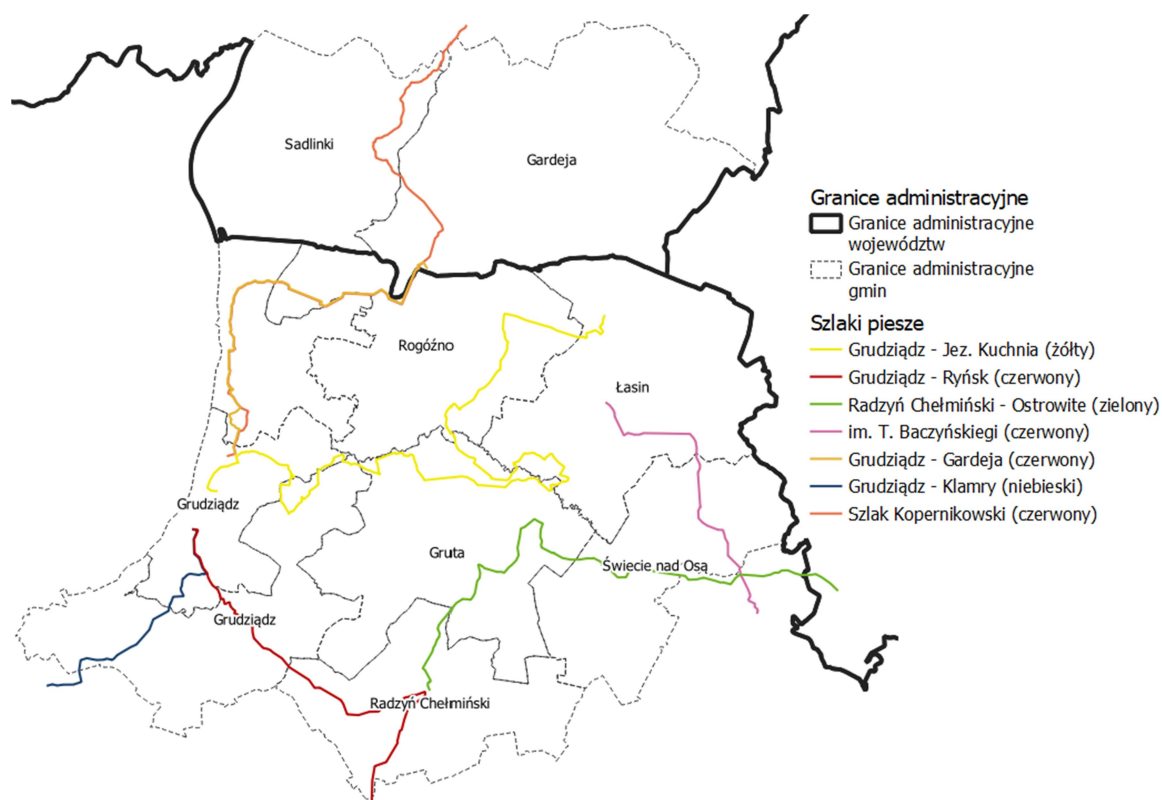 Sadlinki
Gardeja
Rogóźno
Łasin
Grudziądz
Gruta
Świecie nad Osą
Grudziądz
Radzyń Chełmiński
Granice administracyjne
Granice administracyjne
województw
Granice administracyjne
gmin
Szlaki piesze
Grudziądz - Jez. Kuchnia (żółty)
Grudziądz - Ryńsk (czerwony)
Radzyń Chełmiński - Ostrowite (zielony)
im. T. Baczyńskiegi (czerwony)
Grudziądz - Gardeja (czerwony)
Grudziądz - Klamry (niebieski)
Szlak Kopernikowski (czerwony)